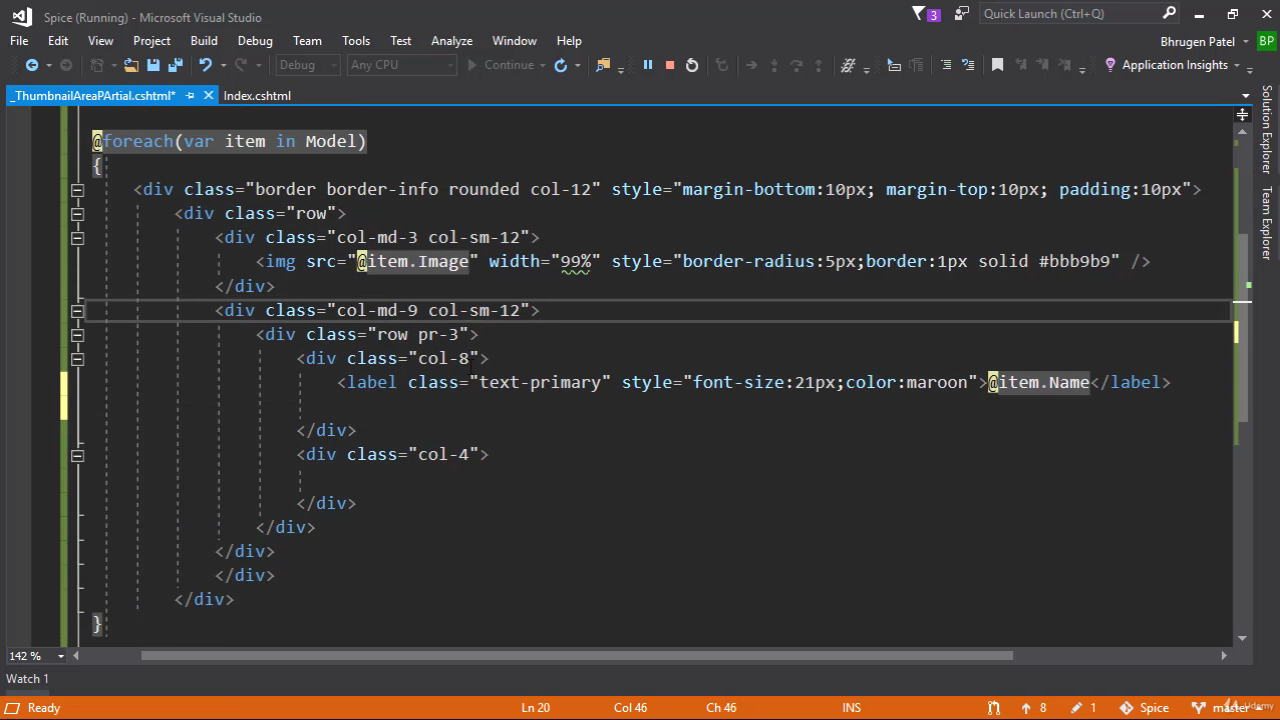 Spice (Running) - Microsoft Visual Studio
3
Quick Launch (Ctrl+Q)
File Edit View Project Build Debug Team Tools Test Analyze Window Help
Bhrugen Patel
BP
Debug Any CPU Continue Application Insights
_ThumbnailAreaPArtial.cshtml* Index.cshtml
Solution Explorer
Team Explorer
@foreach(var item in Model)
{
<div class="border border-info rounded col-12" style="margin-bottom:10px; margin-top:10px; padding:10px">
<div class="row">
<div class="col-md-3 col-sm-12">
<img src="@item.Image" width="99%" style="border-radius:5px;border:1px solid #bbb9b9" />
</div>
<div class="col-md-9 col-sm-12">
<div class="row pr-3">
<div class="col-8">
<label class="text-primary" style="font-size:21px;color:maroon">@item.Name</label>
</div>
<div class="col-4">
</div>
</div>
</div>
</div>
</div>
}
142 %
Watch 1
Ready Ln 20 Col 46 Ch 46 INS 8 1 Spice master
Udemy